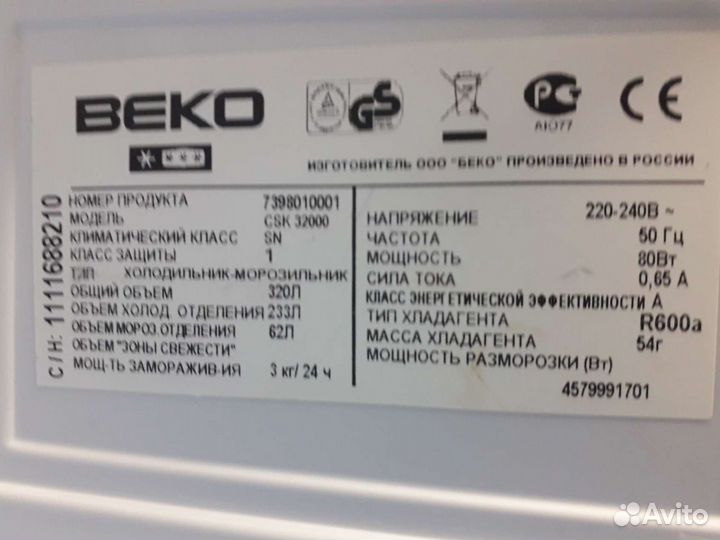 BEKO
GS
PG
АЮ77
CE
ИЗГОТОВИТЕЛЬ ООО "БЕКО" ПРОИЗВЕДЕНО В РОССИИ
С/Н: 1111688210
НОМЕР ПРОДУКТА 7398010001
МОДЕЛЬ CSK 32000
КЛИМАТИЧЕСКИЙ КЛАСС SN
КЛАСС ЗАЩИТЫ 1
ТИП ХОЛОДИЛЬНИК-МОРОЗИЛЬНИК
ОБЩИЙ ОБЪЕМ 320Л
ОБЪЕМ ХОЛОД. ОТДЕЛЕНИЯ 233Л
ОБЪЕМ МОРОЗ ОТДЕЛЕНИЯ 62Л
ОБЪЕМ "ЗОНЫ СВЕЖЕСТИ"
МОЩ-ТЬ ЗАМОРАЖИВ-ИЯ 3 кг/ 24 ч
НАПРЯЖЕНИЕ 220-240В ~
ЧАСТОТА 50 Гц
МОЩНОСТЬ 80Вт
СИЛА ТОКА 0,65 А
КЛАСС ЭНЕРГЕТИЧЕСКОЙ ЭФФЕКТИВНОСТИ А
ТИП ХЛАДАГЕНТА R600a
МАССА ХЛАДАГЕНТА 54г
МОЩНОСТЬ РАЗМОРОЗКИ (Вт)
4579991701
Avito